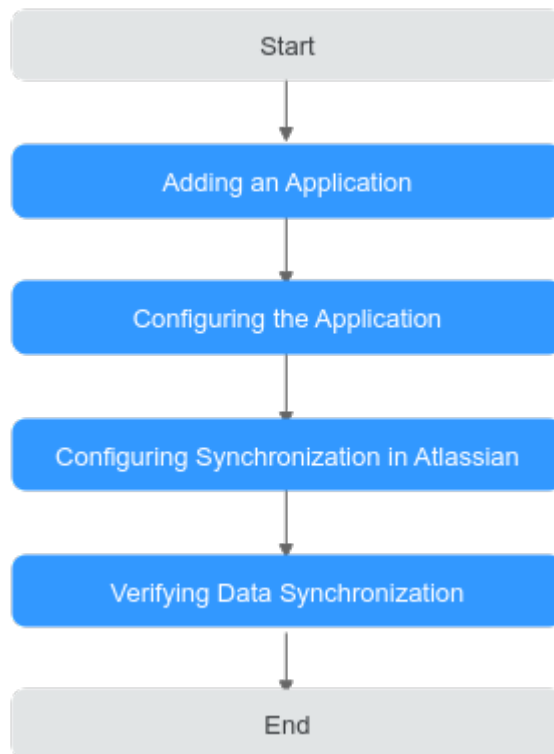 Start
Adding an Application
Configuring the Application
Configuring Synchronization in Atlassian
Verifying Data Synchronization
End